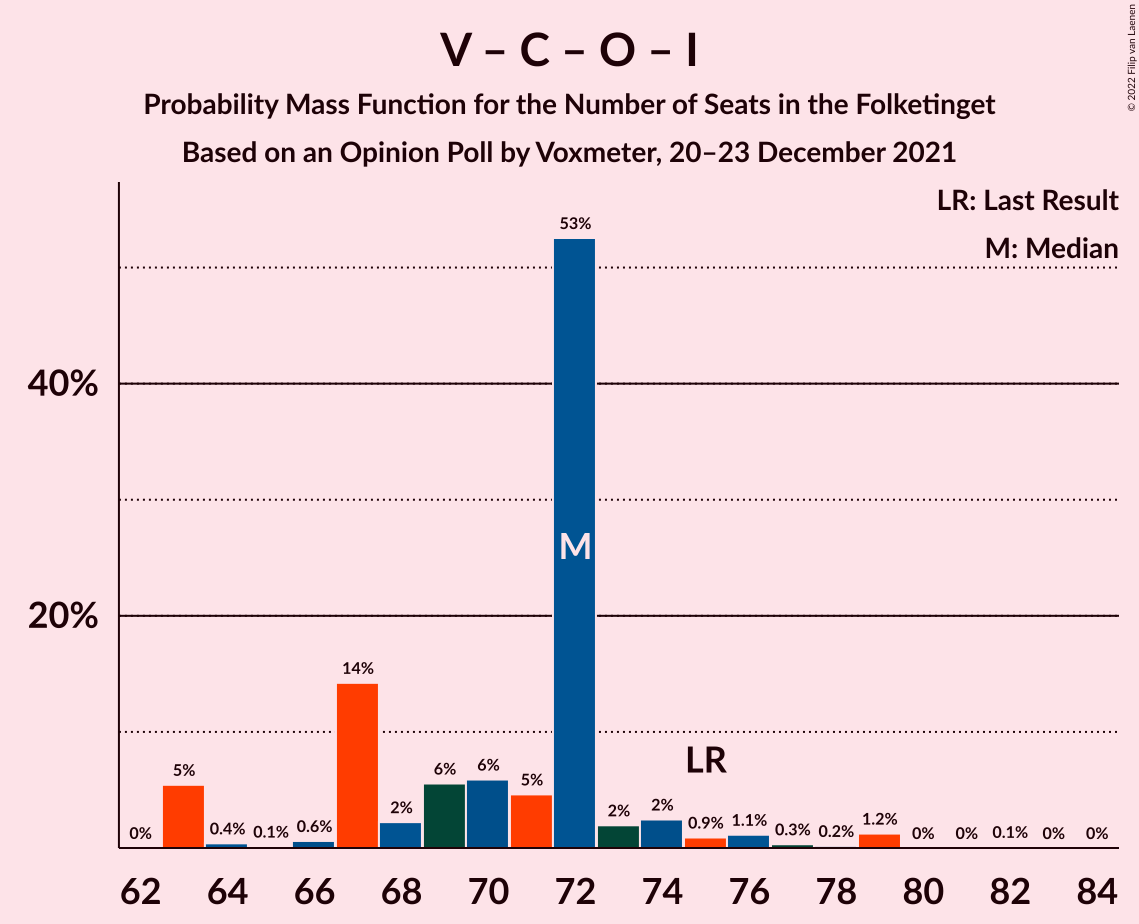 V – C – O – I
Probability Mass Function for the Number of Seats in the Folketinget
Based on an Opinion Poll by Voxmeter, 20–23 December 2021
© 2022 Filip van Laenen
LR: Last Result
M: Median
40%
20%
0%
5%
0.4%
0.1%
0.6%
14%
2%
6%
6%
5%
53%
M
2%
2%
LR
0.9%
1.1%
0.3%
0.2%
1.2%
0%
0%
0.1%
0%
0%
62 64 66 68 70 72 74 76 78 80 82 84